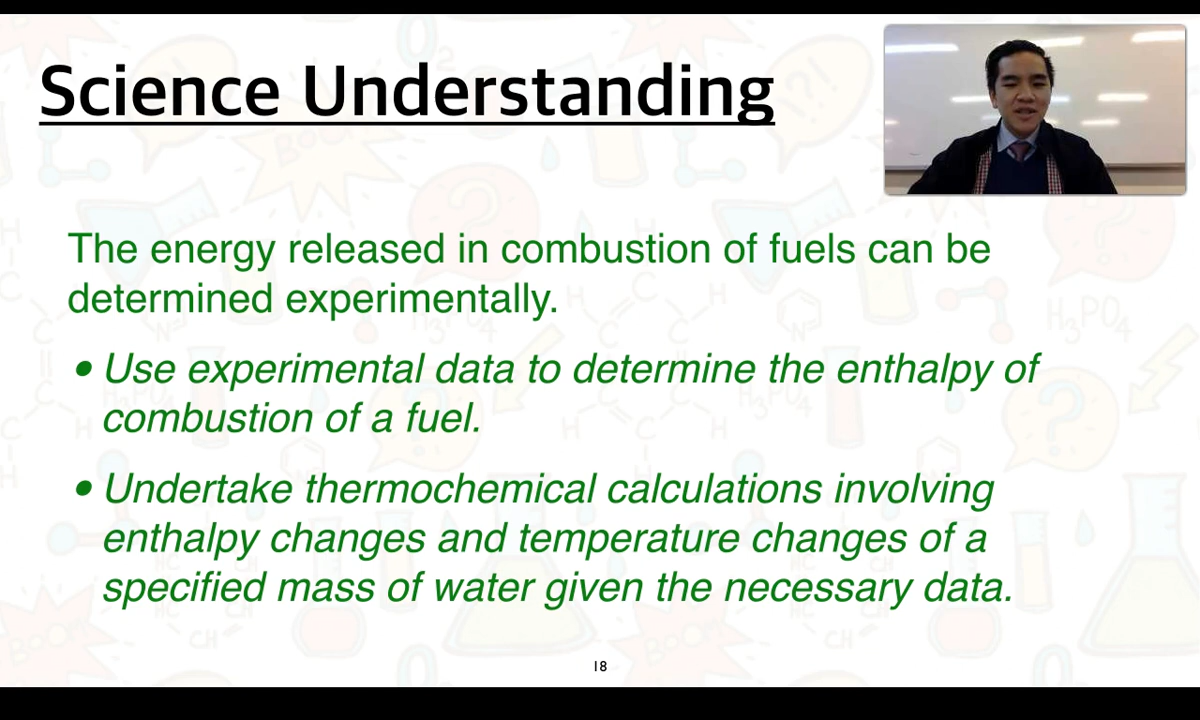 Science Understanding
The energy released in combustion of fuels can be
determined experimentally.
• Use experimental data to determine the enthalpy of
combustion of a fuel.
• Undertake thermochemical calculations involving
enthalpy changes and temperature changes of a
specified mass of water given the necessary data.
18